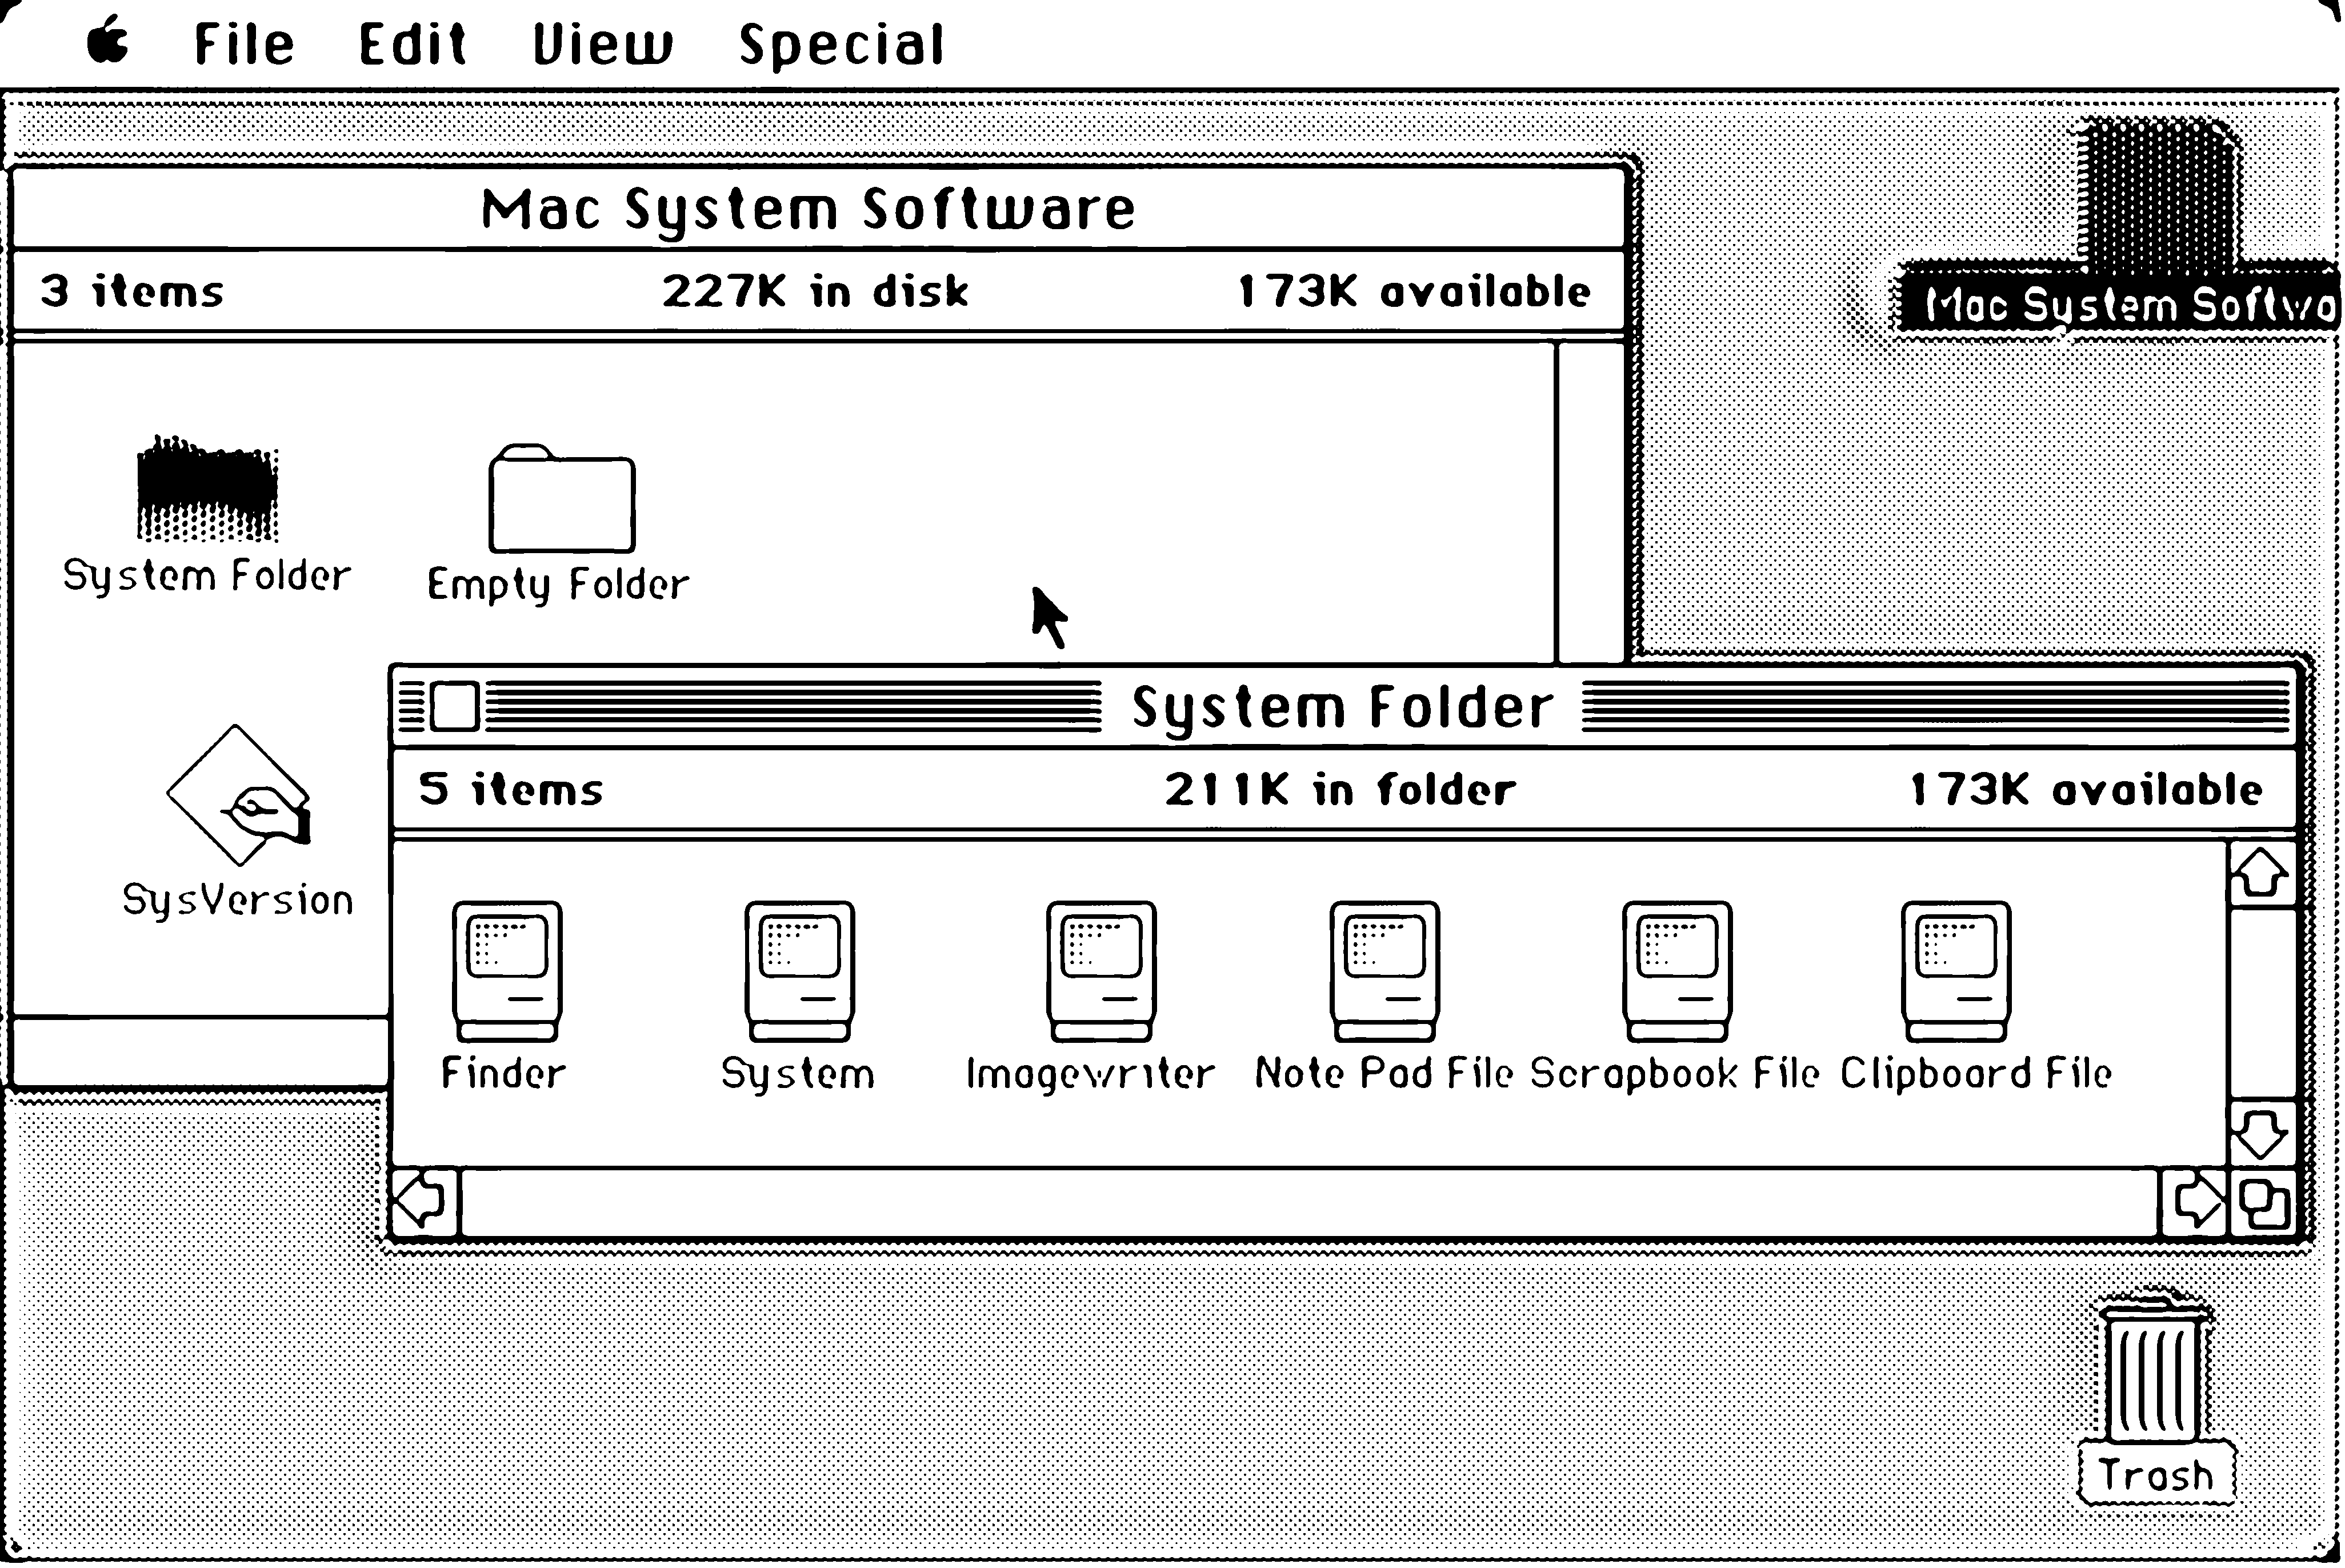 File Edit View Special
Mac System Software
3 items 227K in disk 173K available
Mac System Softwa
System Folder Empty Folder
SysVersion
System Folder
5 items 211K in folder 173K available
Finder System Imagewriter Note Pad File Scrapbook File Clipboard File
Trash